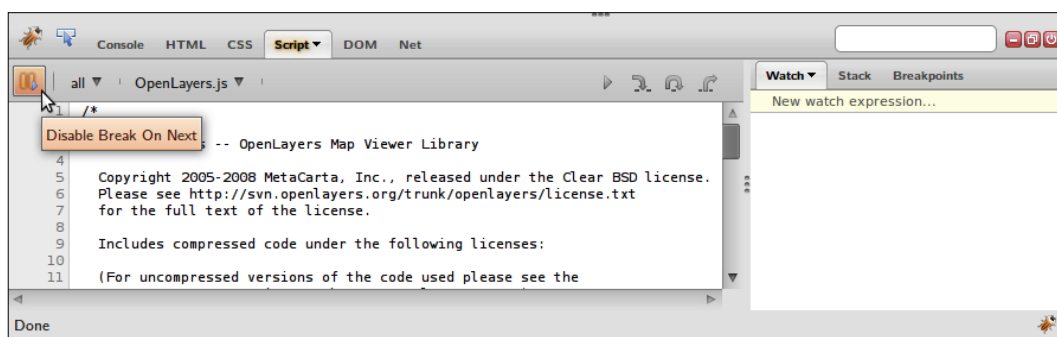 Console HTML CSS Script DOM Net
all OpenLayers.js
Watch Stack Breakpoints
New watch expression...
Disable Break On Next
1 /*
s -- OpenLayers Map Viewer Library
4
5 Copyright 2005-2008 MetaCarta, Inc., released under the Clear BSD license.
6 Please see http://svn.openlayers.org/trunk/openlayers/license.txt
7 for the full text of the license.
8
9 Includes compressed code under the following licenses:
10
11 (For uncompressed versions of the code used please see the
Done